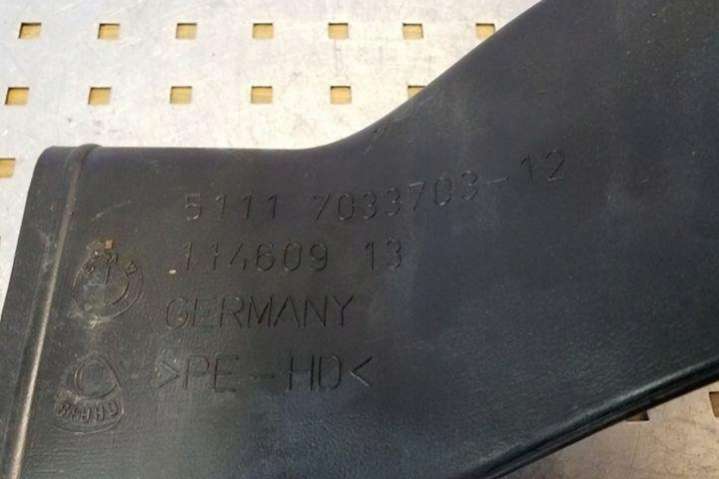 5111 7033703-12
114609 13
GERMANY
>PE-HD<